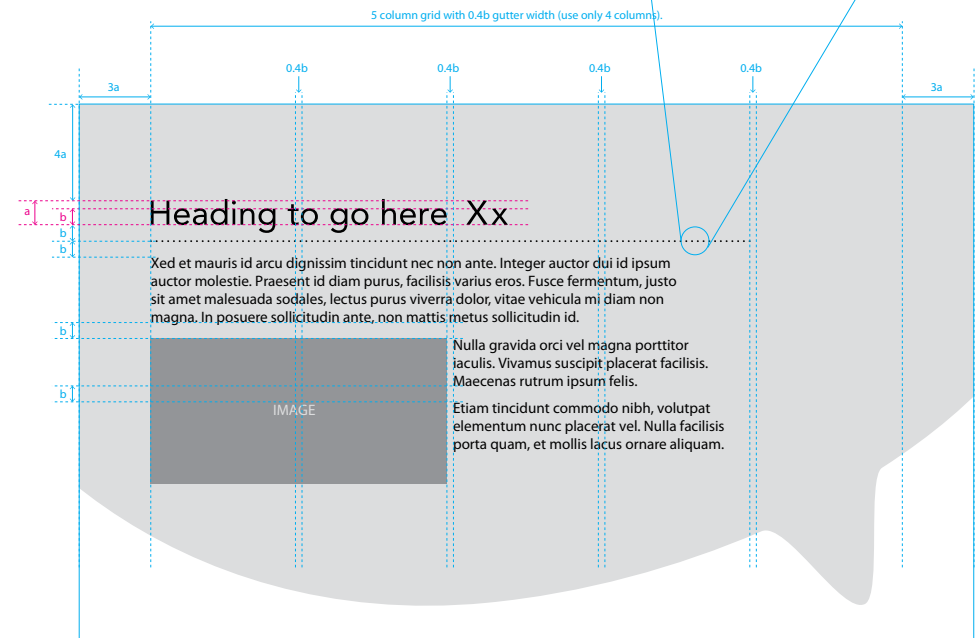 5 column grid with 0.4b gutter width (use only 4 columns).
0.4b 0.4b 0.4b 0.4b
3a 3a
4a
a
b
b
b
Heading to go here Xx
Xed et mauris id arcu dignissim tincidunt nec non ante. Integer auctor dui id ipsum
auctor molestie. Praesent id diam purus, facilisis varius eros. Fusce fermentum, justo
sit amet malesuada sodales, lectus purus viverra dolor, vitae vehicula mi diam non
magna. In posuere sollicitudin ante, non mattis metus sollicitudin id.
b
Nulla gravida orci vel magna porttitor
iaculis. Vivamus suscipit placerat facilisis.
Maecenas rutrum ipsum felis.
b
IMAGE
Etiam tincidunt commodo nibh, volutpat
elementum nunc placerat vel. Nulla facilisis
porta quam, et mollis lacus ornare aliquam.